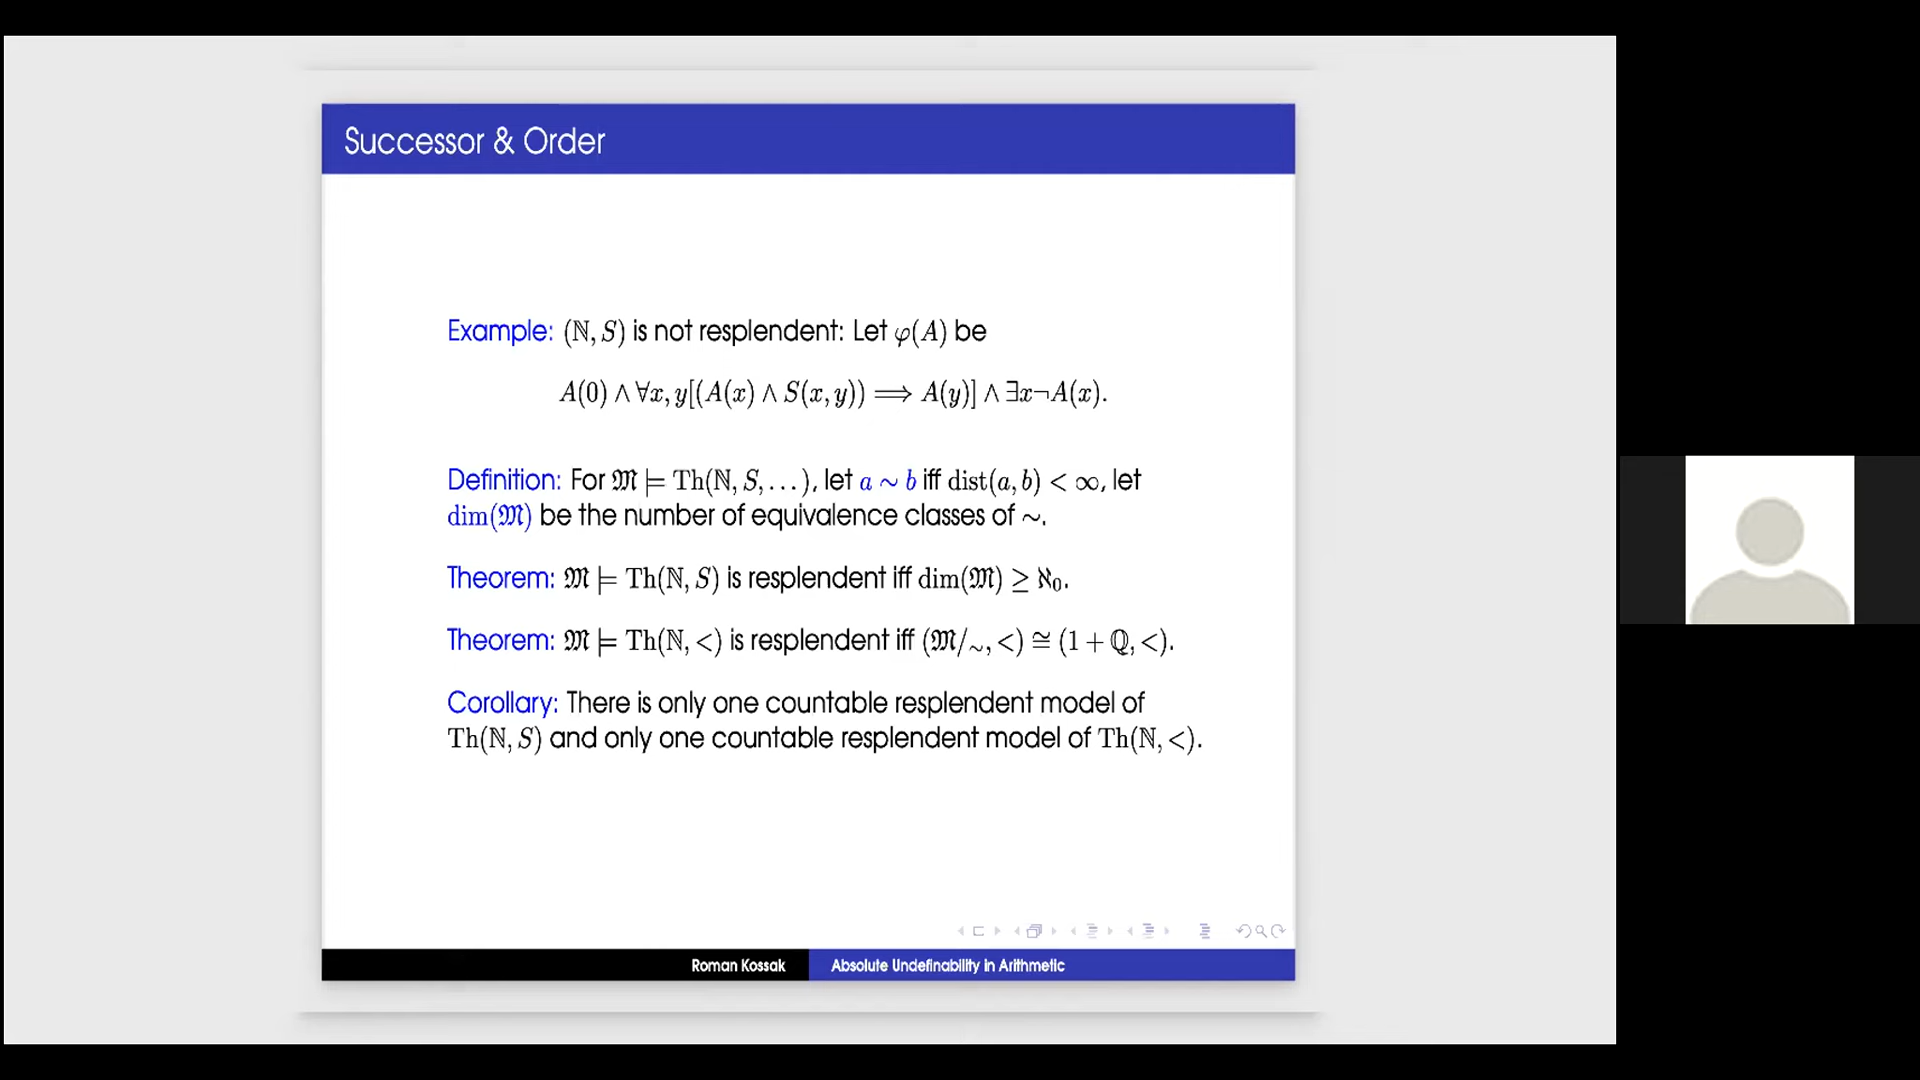 Successor & Order
Example: (ℕ, S) is not resplendent: Let φ(A) be
A(0) ∧ ∀x, y[(A(x) ∧ S(x, y)) ⟹ A(y)] ∧ ∃x¬A(x).
Definition: For 𝔐 ⊨ Th(ℕ, S, . . . ), let a ∼ b iff dist(a, b) < ∞, let
dim(𝔐) be the number of equivalence classes of ∼.
Theorem: 𝔐 ⊨ Th(ℕ, S) is resplendent iff dim(𝔐) ≥ ℵ₀.
Theorem: 𝔐 ⊨ Th(ℕ, <) is resplendent iff (𝔐/∼, <) ≅ (1 + ℚ, <).
Corollary: There is only one countable resplendent model of
Th(ℕ, S) and only one countable resplendent model of Th(ℕ, <).
Roman Kossak Absolute Undefinability in Arithmetic